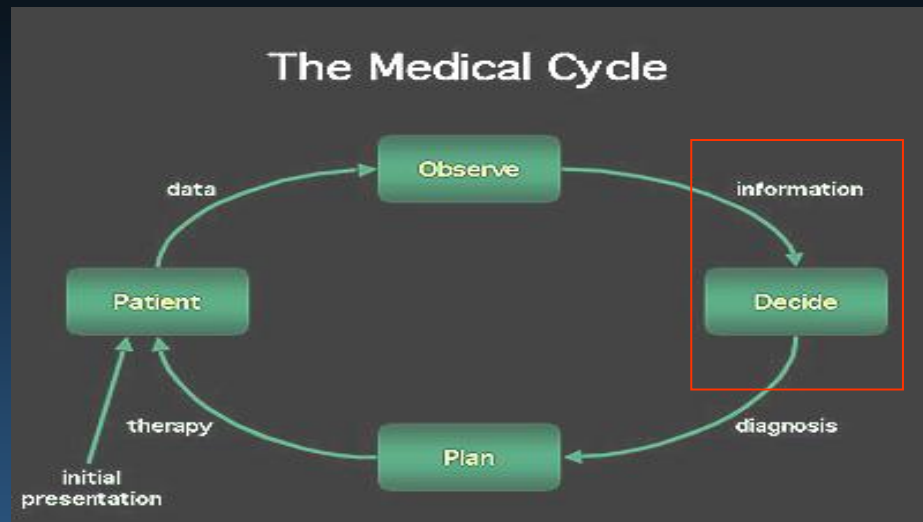 The Medical Cycle
Observe
data
information
Patient
Decide
therapy
diagnosis
Plan
initial
presentation